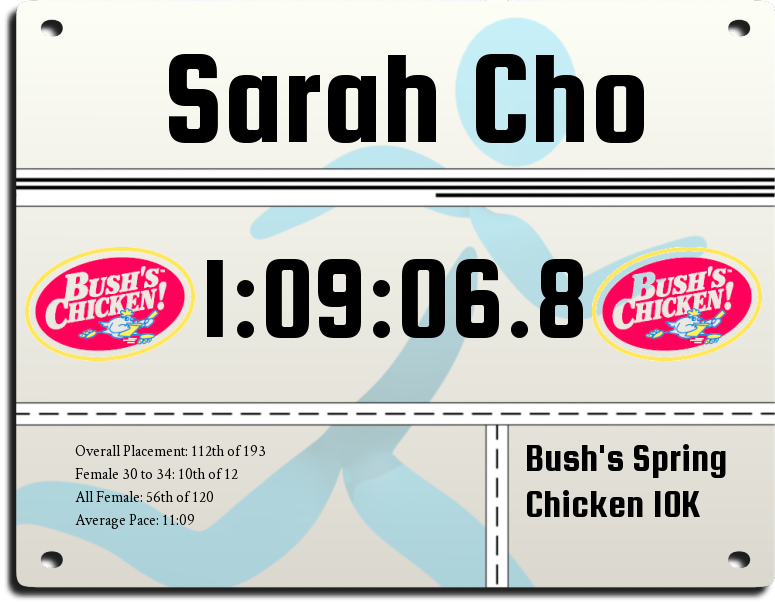 Sarah Cho
BUSH'S
CHICKEN!
1:09:06.8
BUSH'S
CHICKEN!
Overall Placement: 112th of 193
Female 30 to 34: 10th of 12
All Female: 56th of 120
Average Pace: 11:09
Bush's Spring
Chicken 10K